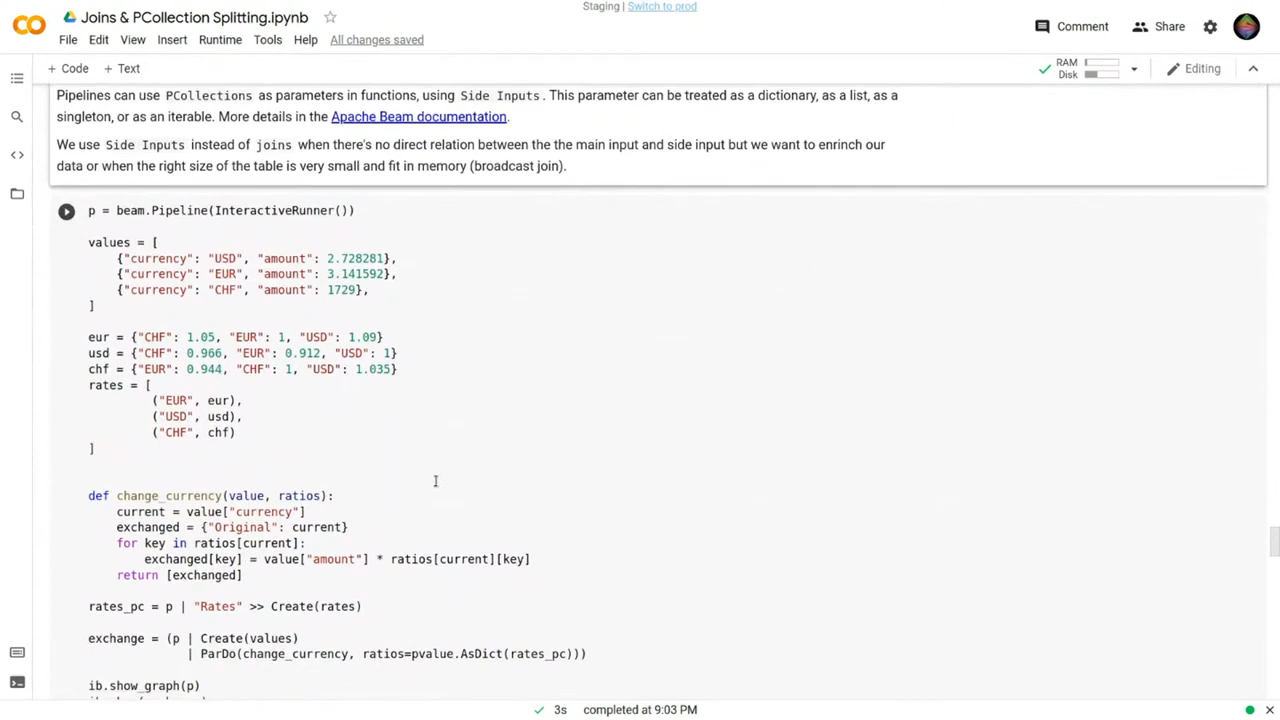 Staging | Switch to prod
Joins & PCollection Splitting.ipynb
Comment
Share
File Edit View Insert Runtime Tools Help All changes saved
+ Code + Text
RAM
Disk
Editing
Pipelines can use PCollections as parameters in functions, using Side Inputs. This parameter can be treated as a dictionary, as a list, as a
singleton, or as an iterable. More details in the Apache Beam documentation.
We use Side Inputs instead of joins when there's no direct relation between the the main input and side input but we want to enrinch our
data or when the right size of the table is very small and fit in memory (broadcast join).
p = beam.Pipeline(InteractiveRunner())
values = [
{"currency": "USD", "amount": 2.728281},
{"currency": "EUR", "amount": 3.141592},
{"currency": "CHF", "amount": 1729},
]
eur = {"CHF": 1.05, "EUR": 1, "USD": 1.09}
usd = {"CHF": 0.966, "EUR": 0.912, "USD": 1}
chf = {"EUR": 0.944, "CHF": 1, "USD": 1.035}
rates = [
("EUR", eur),
("USD", usd),
("CHF", chf)
]
def change_currency(value, ratios):
current = value["currency"]
exchanged = {"Original": current}
for key in ratios[current]:
exchanged[key] = value["amount"] * ratios[current][key]
return [exchanged]
rates_pc = p | "Rates" >> Create(rates)
exchange = (p | Create(values)
| ParDo(change_currency, ratios=pvalue.AsDict(rates_pc)))
ib.show_graph(p)
3s completed at 9:03 PM